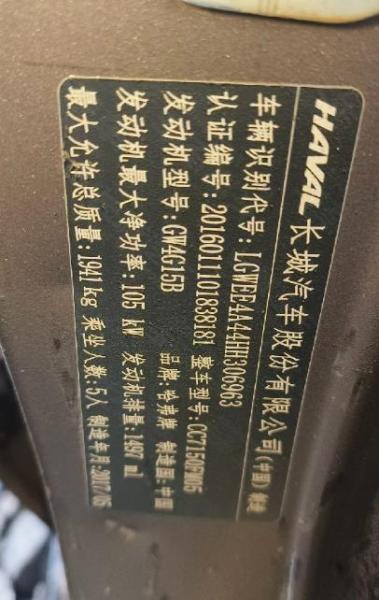 HAVAL 长城汽车股份有限公司(中国)制造
车辆识别代号:LGWEE4A44HH306963
认证编号:2016011101838181 整车型号:
发动机型号:GW4G15B 品牌:哈弗牌 制造国:中国
发动机最大净功率:105 kW 发动机排量:1497 ml
最大允许总质量:1941kg 乘坐人数:5人 制造年月:2017/05